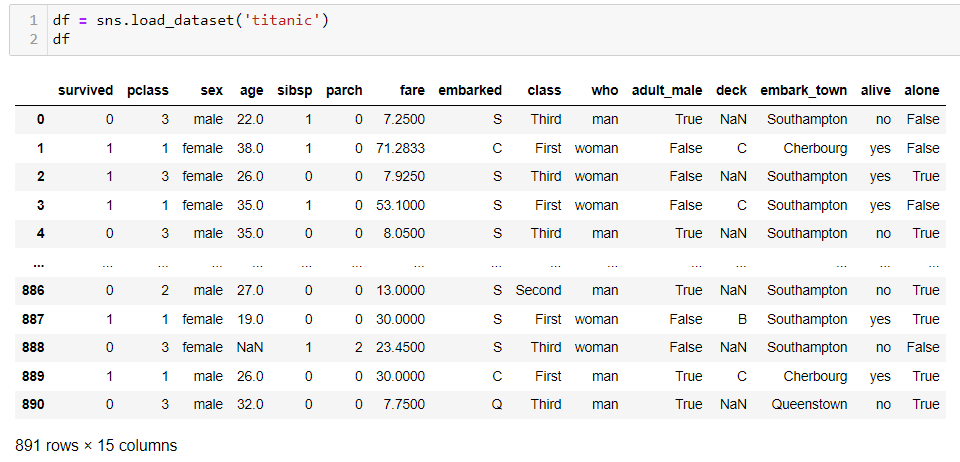 1 df = sns.load_dataset('titanic')
2 df
survived pclass sex age sibsp parch fare embarked class who adult_male deck embark_town alive alone
0 0 3 male 22.0 1 0 7.2500 S Third man True NaN Southampton no False
1 1 1 female 38.0 1 0 71.2833 C First woman False C Cherbourg yes False
2 1 3 female 26.0 0 0 7.9250 S Third woman False NaN Southampton yes True
3 1 1 female 35.0 1 0 53.1000 S First woman False C Southampton yes False
4 0 3 male 35.0 0 0 8.0500 S Third man True NaN Southampton no True
... ... ... ... ... ... ... ... ... ... ... ... ... ... ... ...
886 0 2 male 27.0 0 0 13.0000 S Second man True NaN Southampton no True
887 1 1 female 19.0 0 0 30.0000 S First woman False B Southampton yes True
888 0 3 female NaN 1 2 23.4500 S Third woman False NaN Southampton no False
889 1 1 male 26.0 0 0 30.0000 C First man True C Cherbourg yes True
890 0 3 male 32.0 0 0 7.7500 Q Third man True NaN Queenstown no True
891 rows × 15 columns